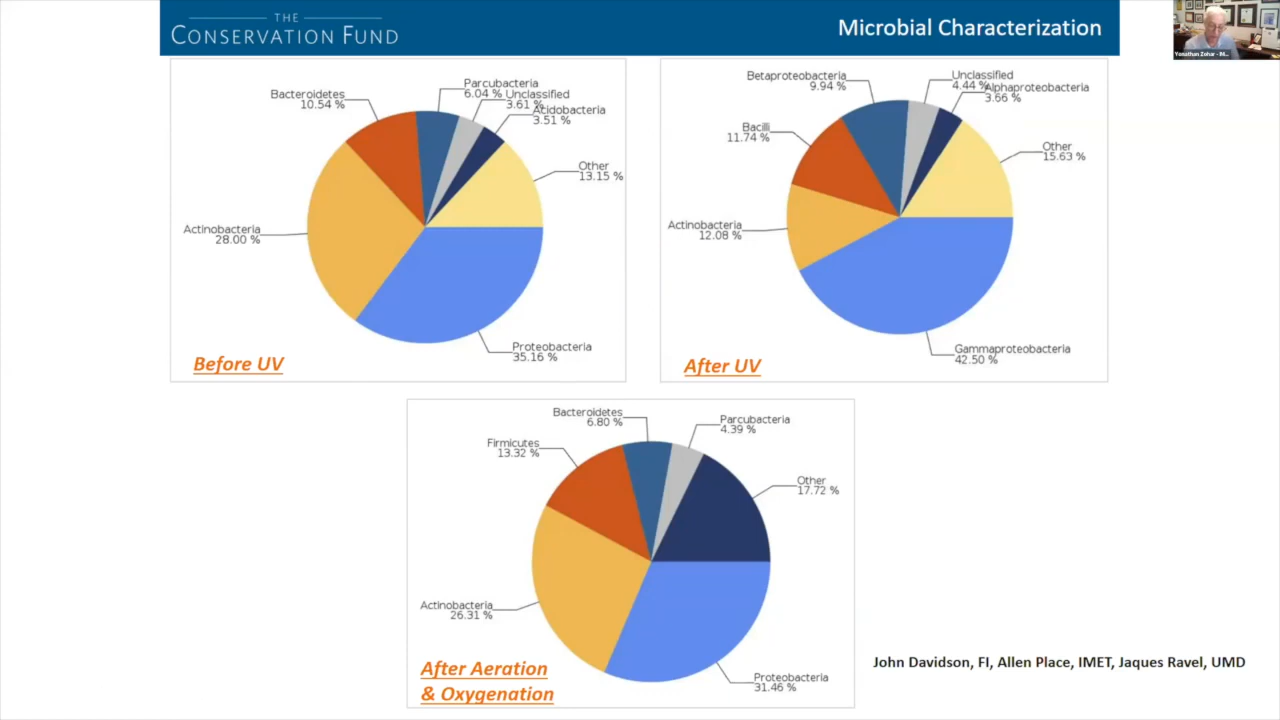 THE
CONSERVATION FUND
Microbial Characterization
Yonathan Zohar - IM...
Parcubacteria
6.04 %
Unclassified
3.61 %
Acidobacteria
3.51 %
Bacteroidetes
10.54 %
Other
13.15 %
Actinobacteria
28.00 %
Proteobacteria
35.16 %
Before UV
Betaproteobacteria
9.94 %
Unclassified
4.44 %
Alphaproteobacteria
3.66 %
Bacilli
11.74 %
Other
15.63 %
Actinobacteria
12.08 %
Gammaproteobacteria
42.50 %
After UV
Bacteroidetes
6.80 %
Parcubacteria
4.39 %
Firmicutes
13.32 %
Other
17.72 %
Actinobacteria
26.31 %
Proteobacteria
31.46 %
After Aeration
& Oxygenation
John Davidson, FI, Allen Place, IMET, Jaques Ravel, UMD